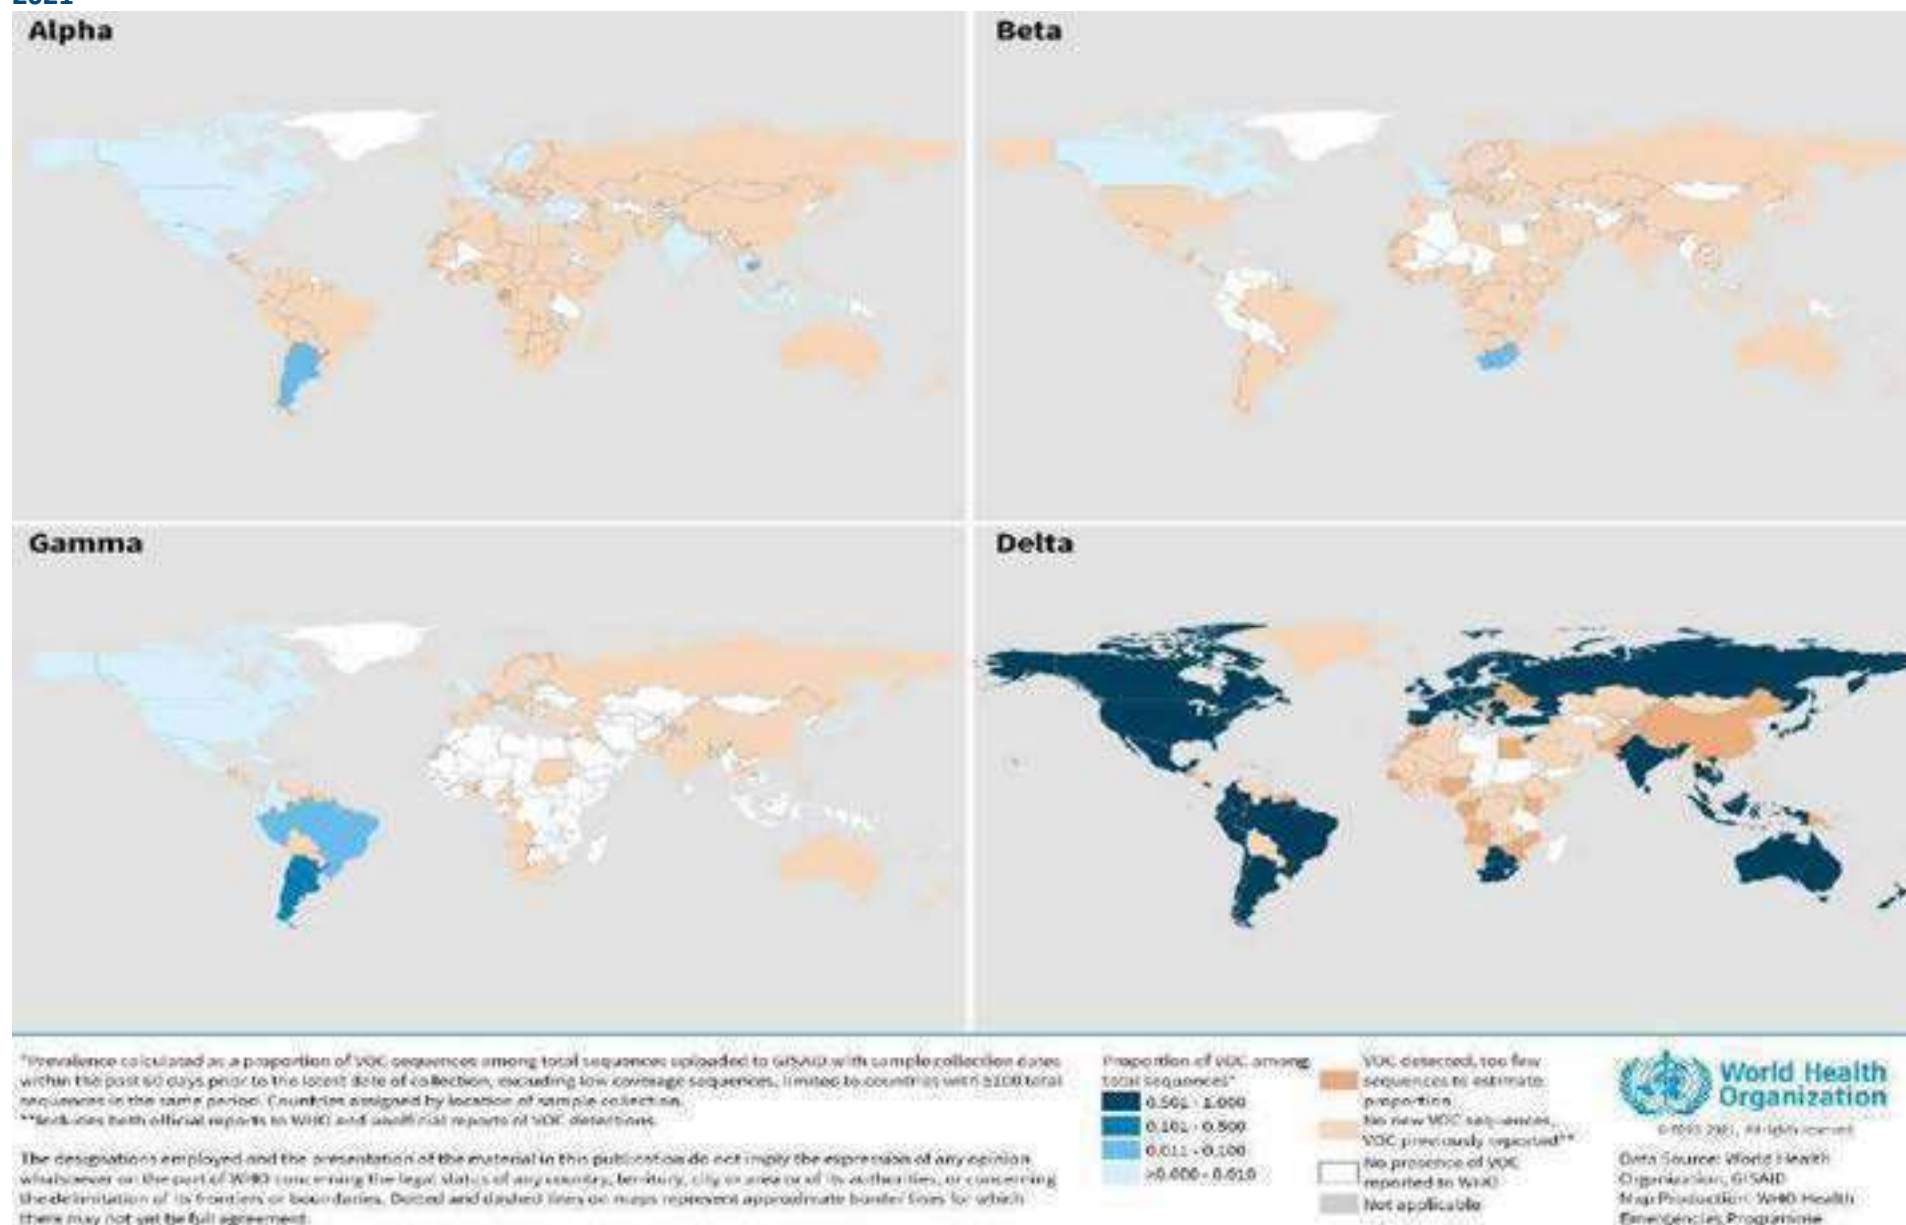 2021
Alpha
Beta
Gamma
Delta
*Prevalence calculated as a proportion of VOC sequences among total sequences uploaded to GISAID with sample collection dates
within the past 60 days prior to the latest date of collection, excluding low coverage sequences, limited to countries with ≥100 total
sequences in the same period. Countries assigned by location of sample collection.
**Includes both official reports to WHO and unofficial reports of VOC detections.
The designations employed and the presentation of the material in this publication do not imply the expression of any opinion
whatsoever on the part of WHO concerning the legal status of any country, territory, city or area or of its authorities, or concerning
the delimitation of its frontiers or boundaries. Dotted and dashed lines on maps represent approximate border lines for which
there may not yet be full agreement.
Proportion of VOC among
total sequences*
0.501 - 1.000
0.101 - 0.500
0.011 - 0.100
>0.000 - 0.010
VOC detected, too few
sequences to estimate
proportion
No new VOC sequences,
VOC previously reported**
No presence of VOC
reported to WHO
Not applicable
World Health
Organization
2021, All rights reserved
Data Source: World Health
Organization, GISAID
Map Production: WHO Health
Emergencies Programme